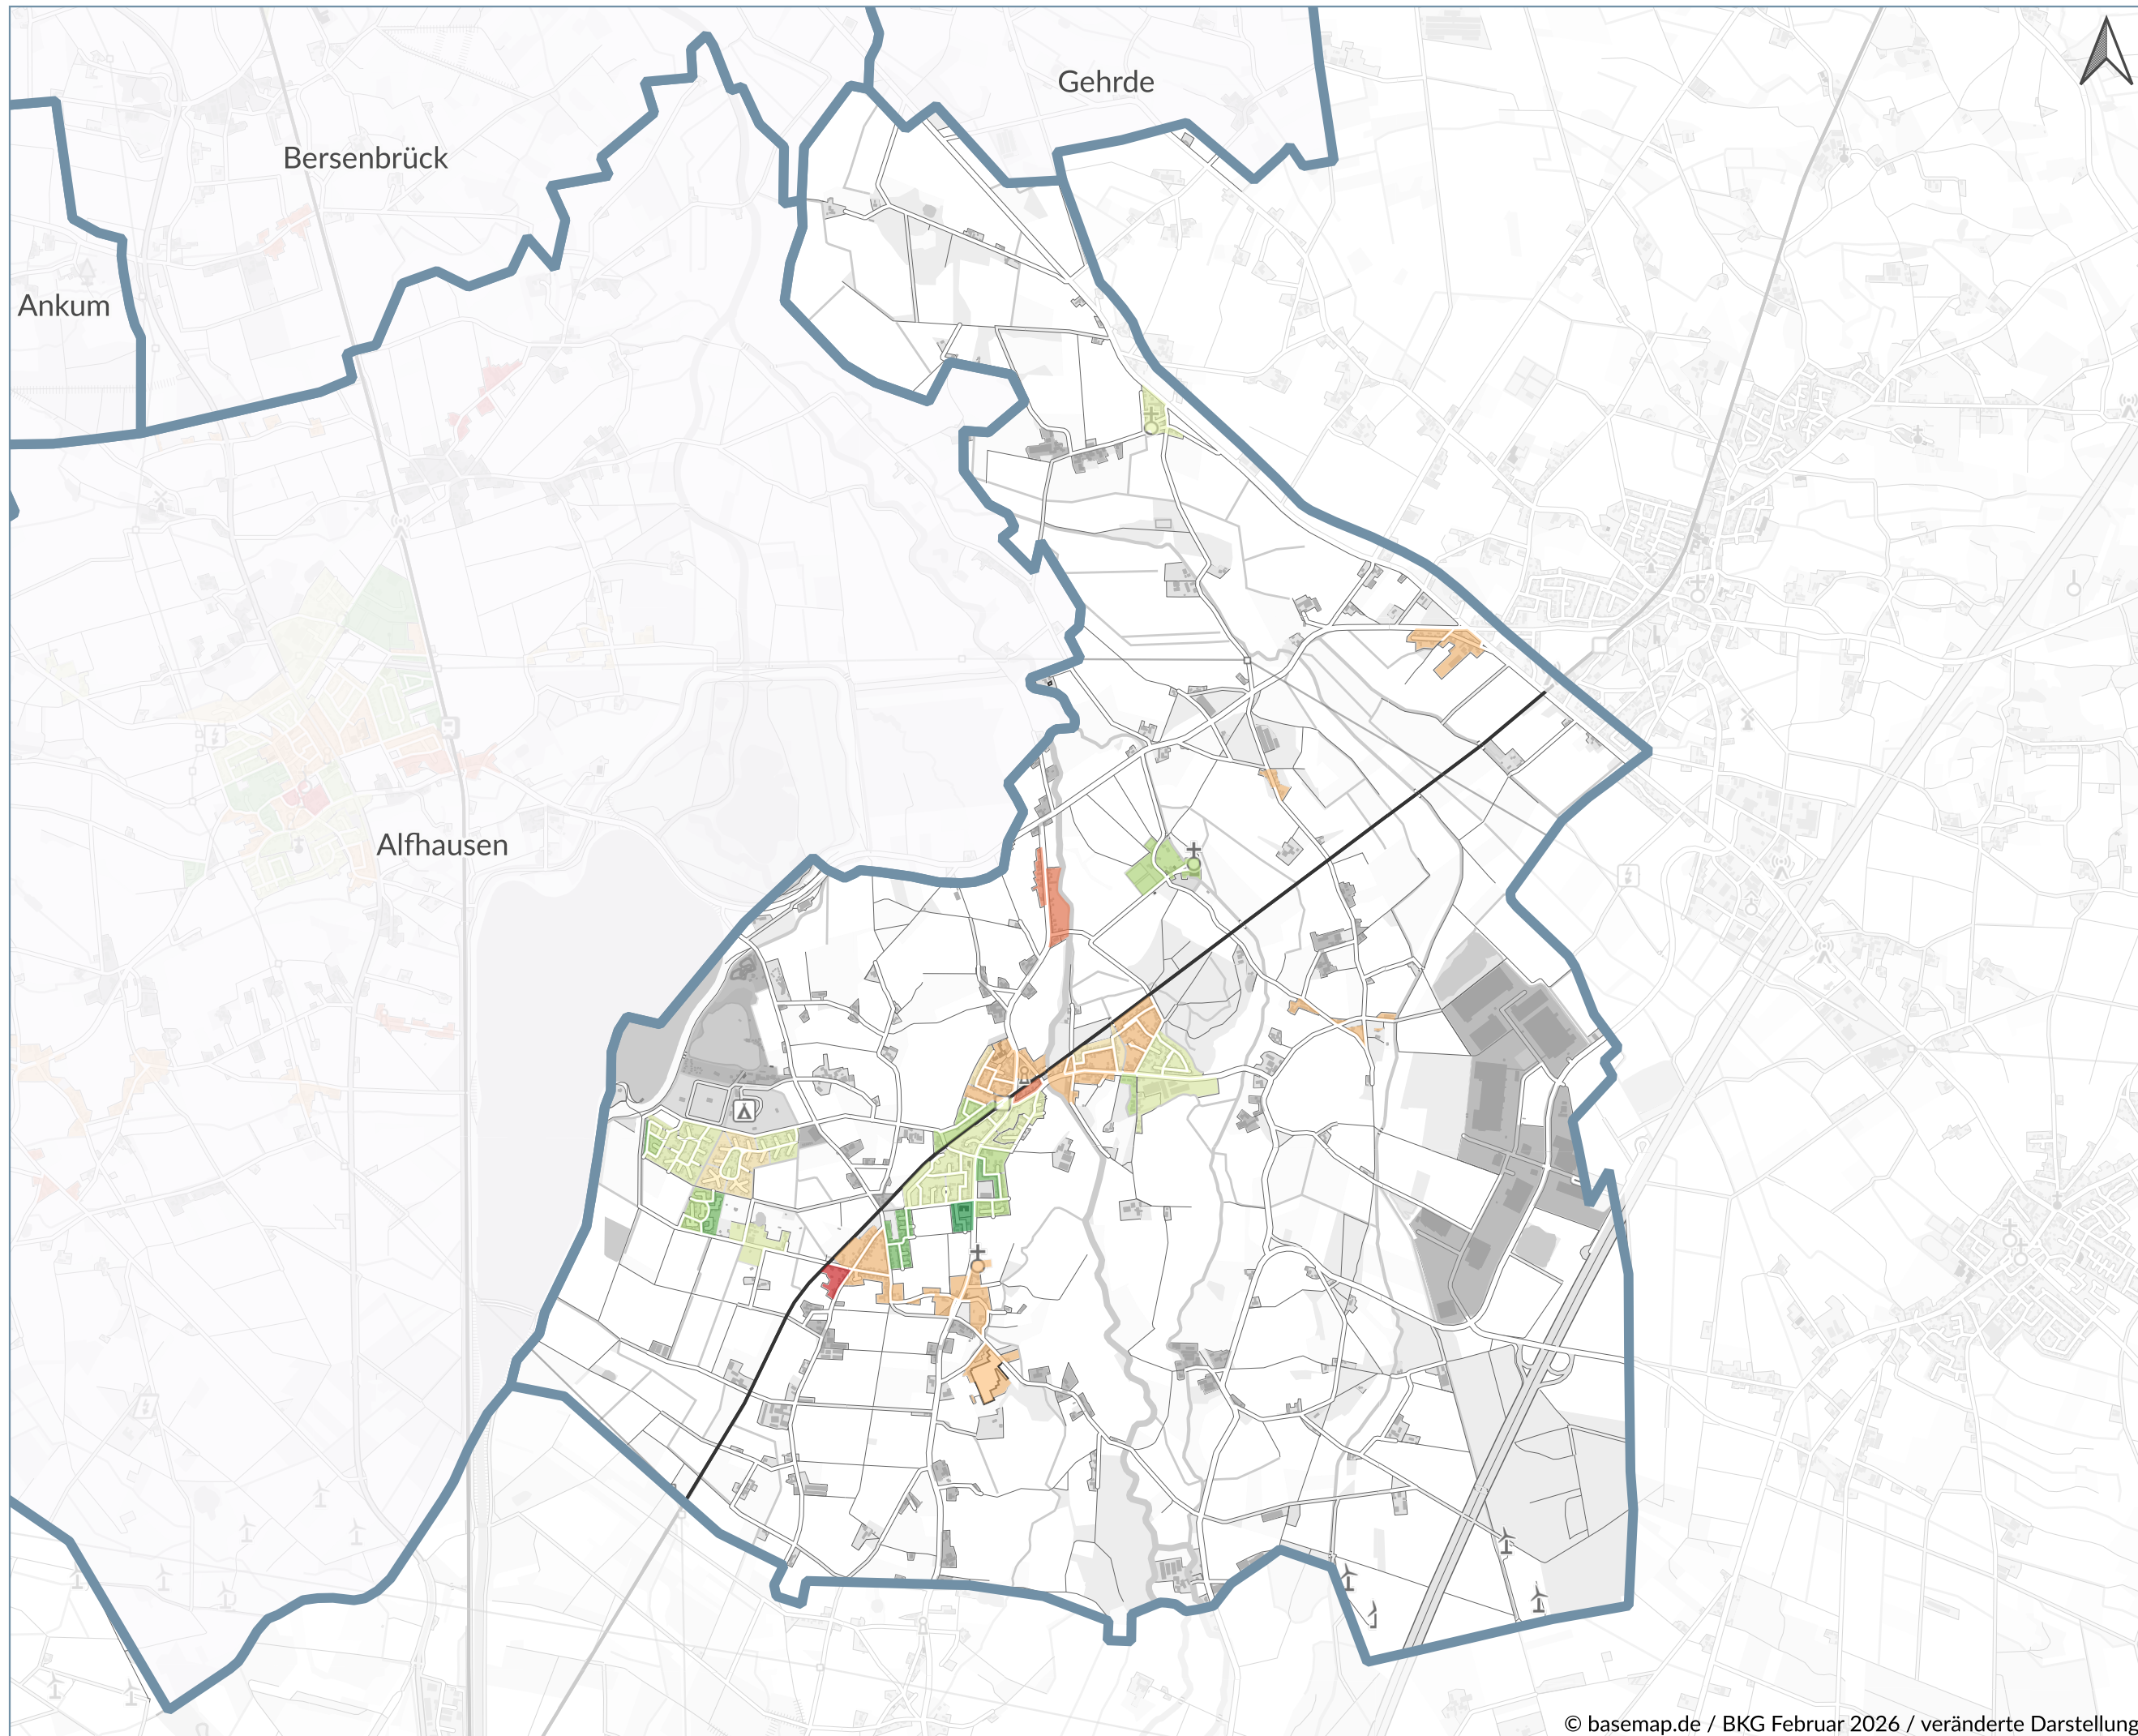 Gehrde
Bersenbrück
Ankum
Alfhausen
© basemap.de / BKG Februar 2026 / veränderte Darstellung